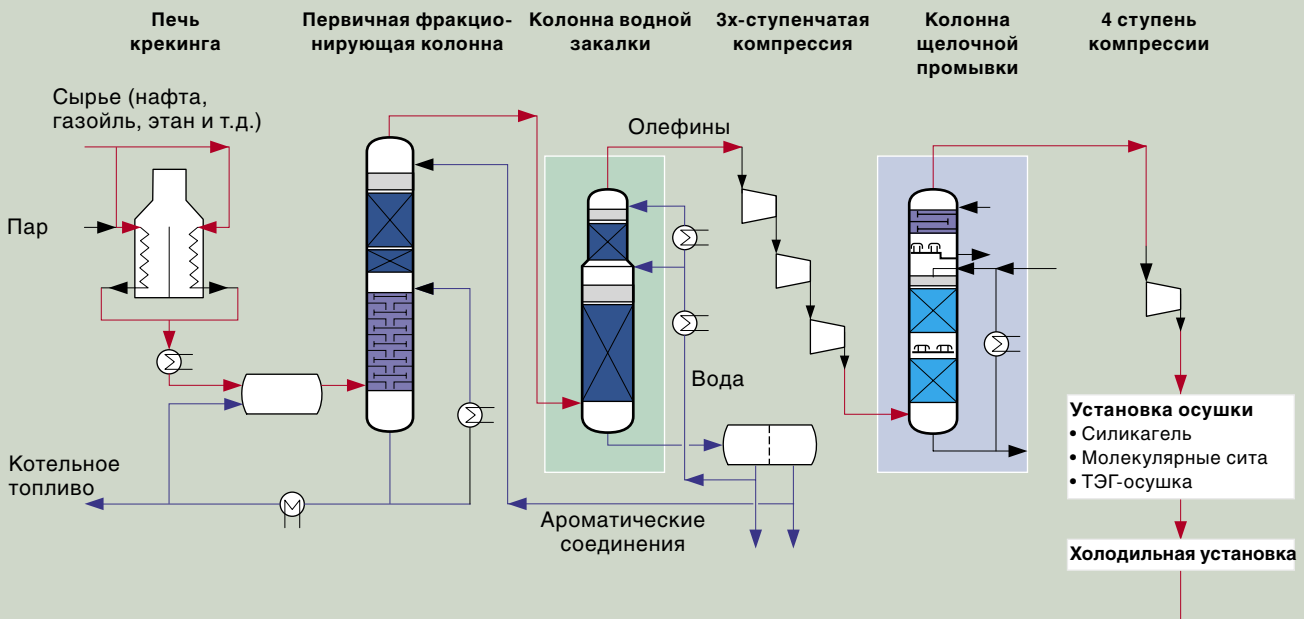 Печь
крекинга
Первичная фракцио-
нирующая колонна
Колонна водной
закалки
3х-ступенчатая
компрессия
Колонна
щелочной
промывки
4 ступень
компрессии
Сырье (нафта,
газойль, этан и т.д.)
Пар
Котельное
топливо
Олефины
Вода
Ароматические
соединения
Установка осушки
• Силикагель
• Молекулярные сита
• ТЭГ-осушка
Холодильная установка